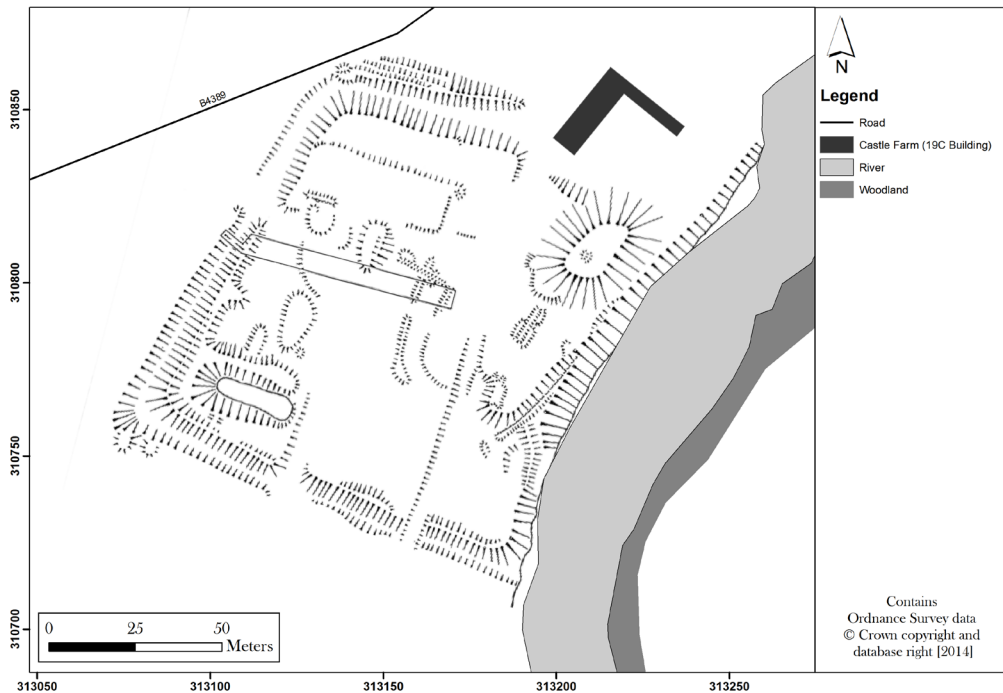 B4389
310850
310800
310750
310700
0 25 50
Meters
313050 313100 313150 313200 313250
N
Legend
Road
Castle Farm (19C Building)
River
Woodland
Contains
Ordnance Survey data
© Crown copyright and
database right [2014]